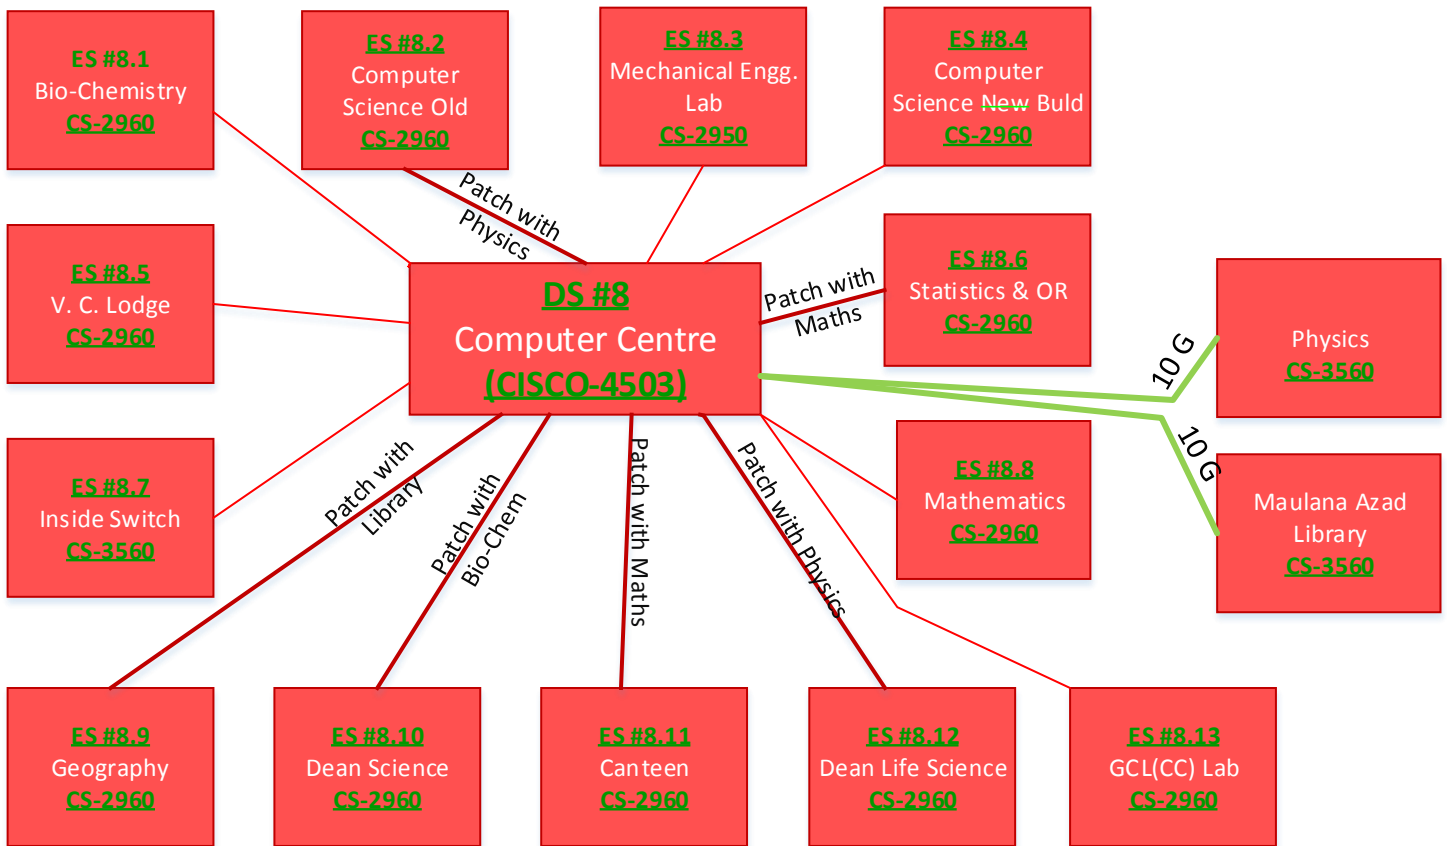 ES #8.1
Bio-Chemistry
CS-2960
ES #8.2
Computer
Science Old
CS-2960
ES #8.3
Mechanical Engg.
Lab
CS-2950
ES #8.4
Computer
Science New Buld
CS-2960
Patch with
Physics
ES #8.5
V. C. Lodge
CS-2960
DS #8
Computer Centre
(CISCO-4503)
Patch with
Maths
ES #8.6
Statistics & OR
CS-2960
10 G
Physics
CS-3560
ES #8.7
Inside Switch
CS-3560
Patch with
Library
Patch with
Bio-Chem
Patch with Maths
Patch with Physics
ES #8.8
Mathematics
CS-2960
10 G
Maulana Azad
Library
CS-3560
ES #8.9
Geography
CS-2960
ES #8.10
Dean Science
CS-2960
ES #8.11
Canteen
CS-2960
ES #8.12
Dean Life Science
CS-2960
ES #8.13
GCL(CC) Lab
CS-2960